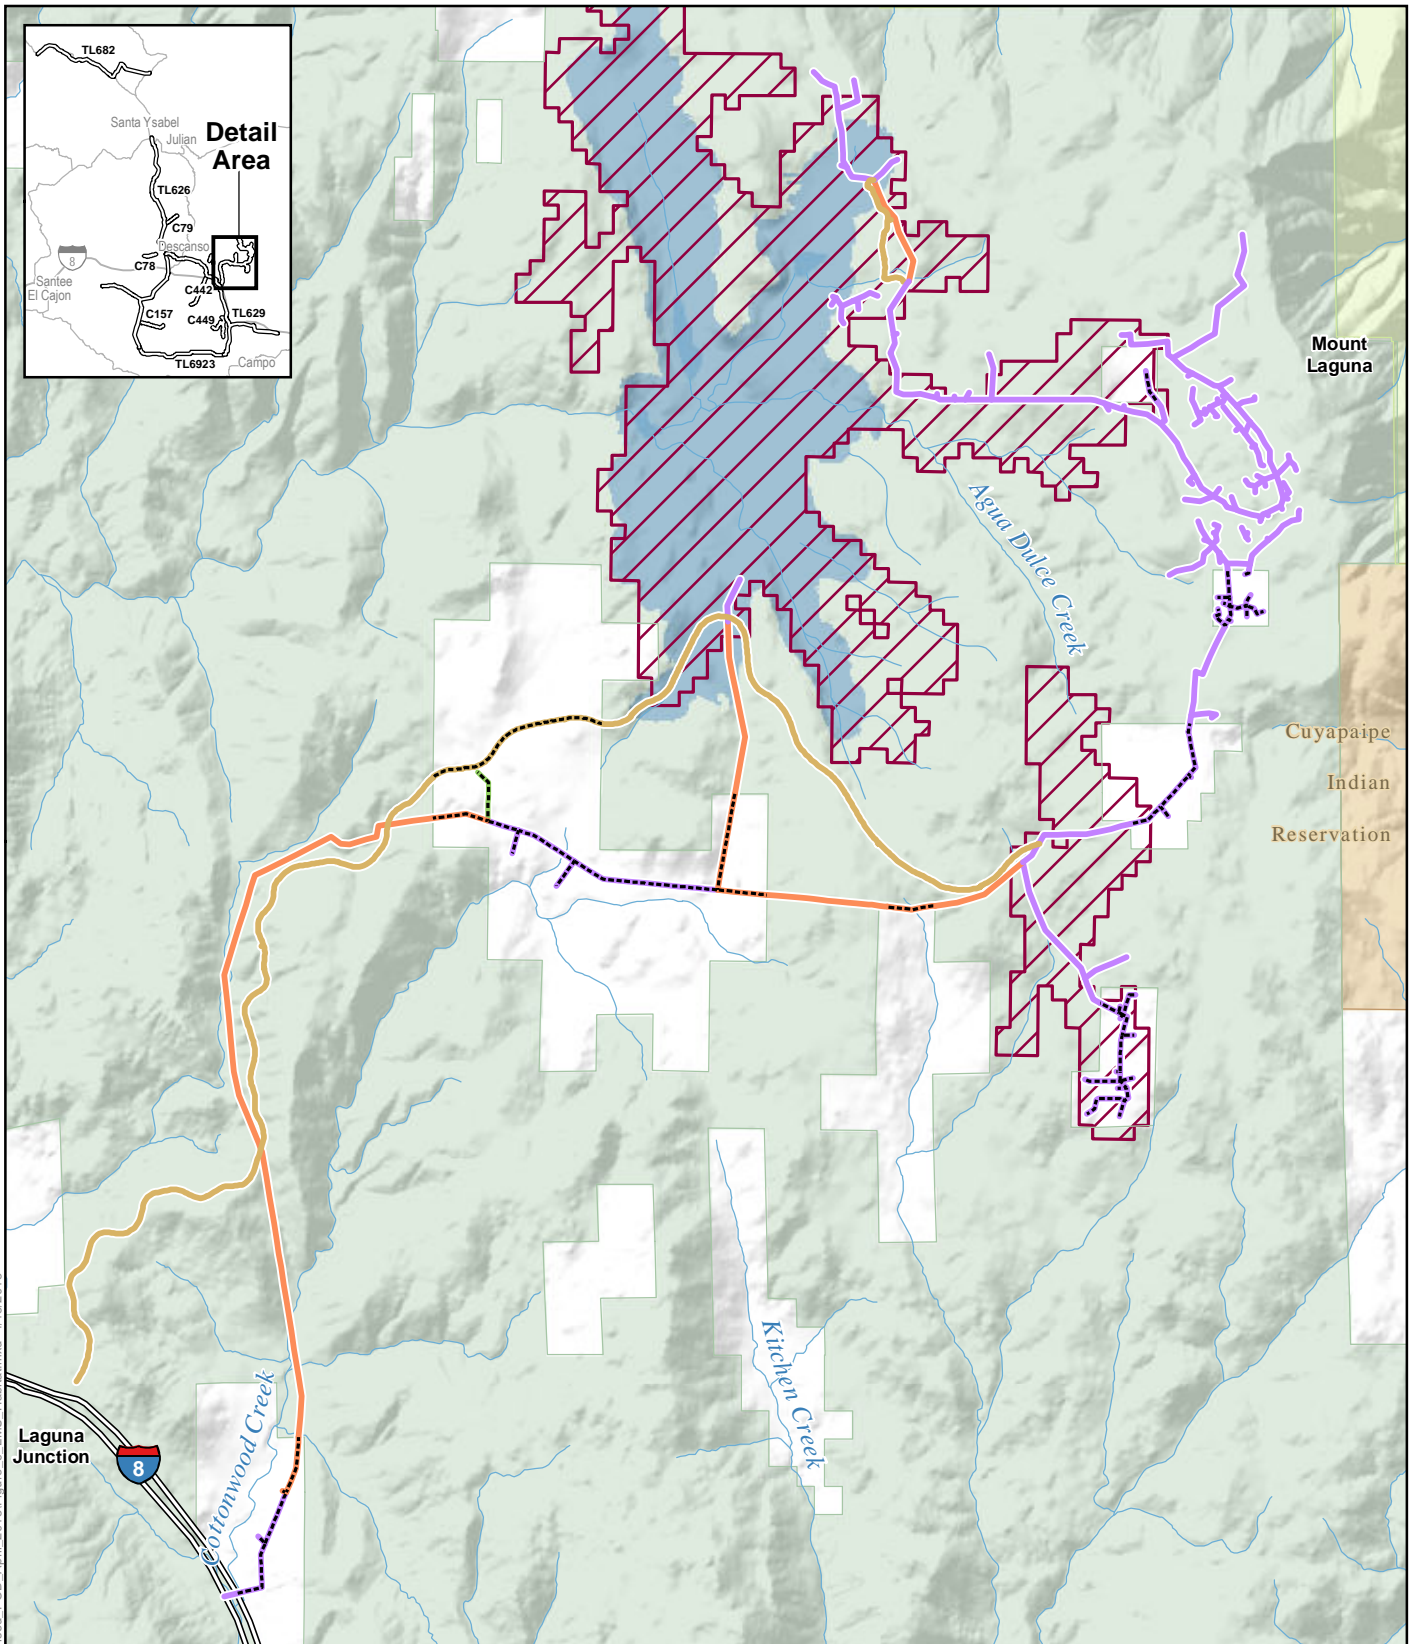 TL682
Santa Ysabel
Julian
Detail
Area
TL626
C79
Descanso
8
C78
Santee
El Cajon
C442
C157
C449
TL629
TL6923
Campo
Mount
Laguna
Agua Dulce Creek
Cuyapaipe
Indian
Reservation
Kitchen Creek
Cottonwood Creek
Laguna
Junction
8